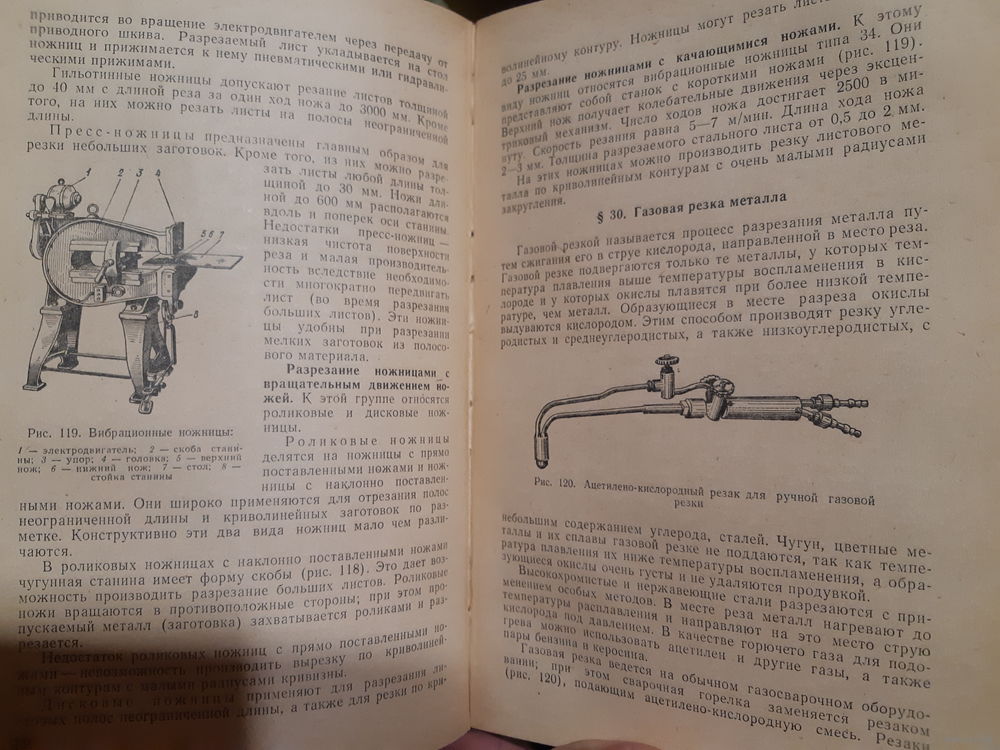 приводится во вращение электродвигателем через передачу от
приводного шкива. Разрезаемый лист укладывается на стол
ножниц и прижимается к нему пневматическими или гидравли-
ческими прижимами.
Гильотинные ножницы допускают резание листов толщиной
до 40 мм с длиной реза за один ход ножа до 3000 мм. Кроме
того, на них можно резать листы на полосы неограниченной
длины.
Пресс-ножницы предназначены главным образом для
резки небольших заготовок. Кроме того, из них можно разре-
зать листы любой длины тол-
щиной до 30 мм. Ножи дли-
ной до 600 мм располагаются
вдоль и поперек оси станины.
Недостатки пресс-ножниц —
низкая чистота поверхности
реза и малая производитель-
ность вследствие необходимо-
сти многократно передвигать
лист (во время разрезания
больших листов). Эти ножни-
цы удобны при разрезании
мелких заготовок из полосо-
вого материала.
Разрезание ножницами с
вращательным движением но-
жей. К этой группе относятся
роликовые и дисковые нож-
ницы.
Роликовые ножницы
делятся на ножницы с прямо
поставленными ножами и нож-
ницы с наклонно поставлен-
1 2 3 4
5 6 7
8
Рис. 119. Вибрационные ножницы:
1 — электродвигатель; 2 — скоба стани-
ны; 3 — упор; 4 — головка; 5 — верхний
нож; 6 — нижний нож; 7 — стол; 8 —
стойка станины
ными ножами. Они широко применяются для отрезания полос
неограниченной длины и криволинейных заготовок по раз-
метке. Конструктивно эти два вида ножниц мало чем разли-
чаются.
В роликовых ножницах с наклонно поставленными ножами
чугунная станина имеет форму скобы (рис. 118). Это дает воз-
можность производить разрезание больших листов. Роликовые
ножи вращаются в противоположные стороны; при этом про-
пускаемый металл (заготовка) захватывается роликами и раз-
резается.
Недостаток роликовых ножниц с прямо поставленными но-
жами — невозможность производить вырезку по криволиней-
ным контурам с малыми радиусами кривизны.
Дисковые ножницы применяют для разрезания ли-
полос неограниченной длины, а также для резки по кри-
волинейному контуру. Ножницы могут резать
до 25 мм.
Разрезание ножницами с качающимися ножами. К этому
виду ножниц относятся вибрационные ножницы типа 34. Они
представляют собой станок с короткими ножами (рис. 119).
Верхний нож получает колебательные движения через эксцен-
триковый механизм. Число ходов ножа достигает 2500 в ми-
нуту. Скорость резания равна 5—7 м/мин. Длина хода ножа
2—3 мм. Толщина разрезаемого стального листа от 0,5 до 2 мм.
На этих ножницах можно производить резку листового ме-
талла по криволинейным контурам с очень малыми радиусами
закругления.
§ 30. Газовая резка металла
Газовой резкой называется процесс разрезания металла пу-
тем сжигания его в струе кислорода, направленной в место реза.
Газовой резке подвергаются только те металлы, у которых тем-
пература плавления выше температуры воспламенения в кис-
лороде и у которых окислы плавятся при более низкой темпе-
ратуре, чем металл. Образующиеся в месте разреза окислы
выдуваются кислородом. Этим способом производят резку угле-
родистых и среднеуглеродистых, а также низкоуглеродистых, с
Рис. 120. Ацетилено-кислородный резак для ручной газовой
резки
небольшим содержанием углерода, сталей. Чугун, цветные ме-
таллы и их сплавы газовой резке не поддаются, так как темпе-
ратура плавления их ниже температуры воспламенения, а обра-
зующиеся окислы очень густы и не удаляются продувкой.
Высокохромистые и нержавеющие стали разрезаются с при-
менением особых методов. В месте реза металл нагревают до
температуры расплавления и направляют на это место струю
кислорода под давлением. В качестве горючего газа для подо-
грева можно использовать ацетилен и другие газы, а также
пары бензина и керосина.
Газовая резка ведется на обычном газосварочном оборудо-
вании; при этом сварочная горелка заменяется резаком
(рис. 120), подающим ацетилено-кислородную смесь. Резаки